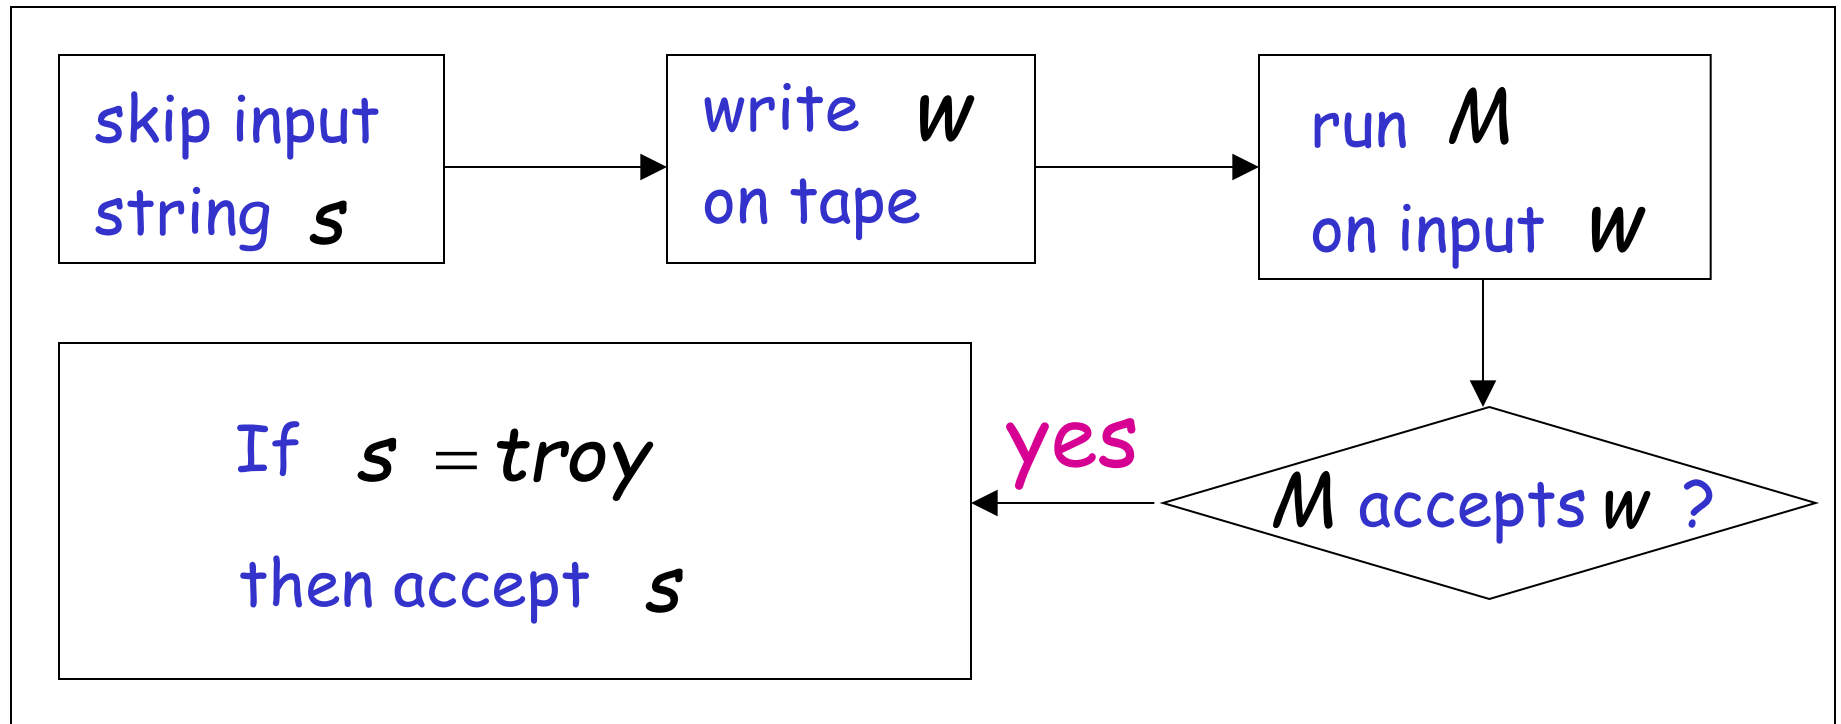 skip input
string s
write w
on tape
run M
on input w
M accepts w ?
yes
If s = troy
then accept s